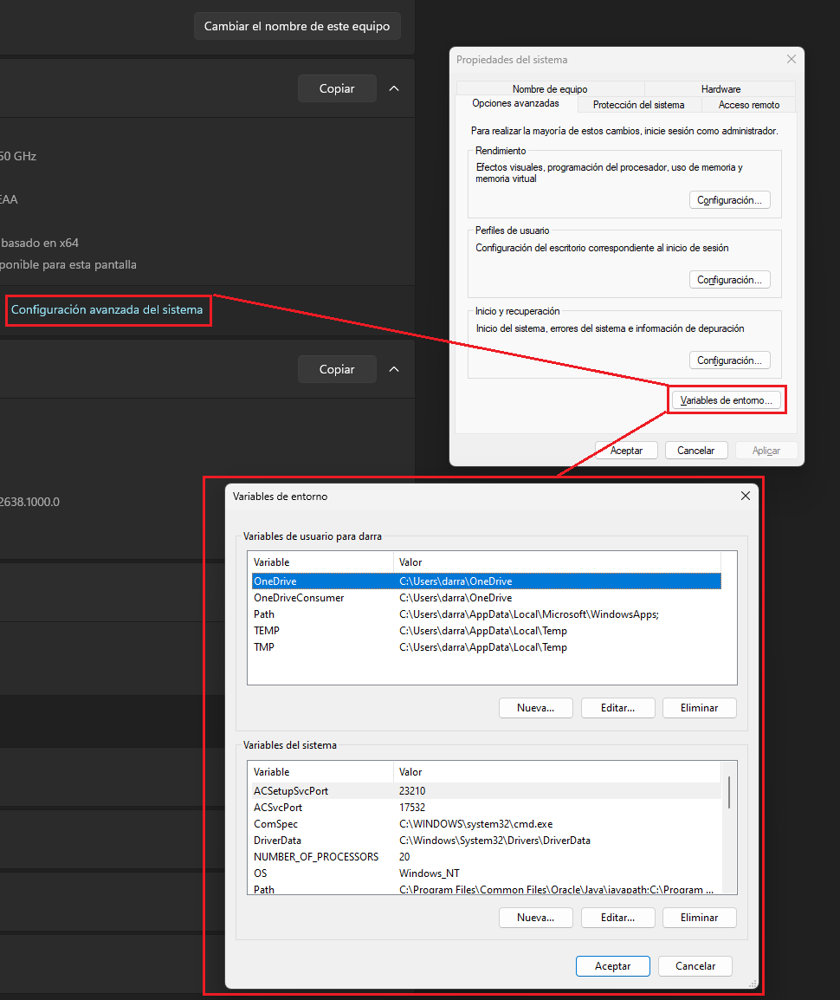 Cambiar el nombre de este equipo
Copiar
50 GHz
EAA
basado en x64
ponible para esta pantalla
Configuración avanzada del sistema
Copiar
2638.1000.0
Propiedades del sistema
Nombre de equipo
Hardware
Opciones avanzadas
Protección del sistema
Acceso remoto
Para realizar la mayoría de estos cambios, inicie sesión como administrador.
Rendimiento
Efectos visuales, programación del procesador, uso de memoria y
memoria virtual
Configuración...
Perfiles de usuario
Configuración del escritorio correspondiente al inicio de sesión
Configuración...
Inicio y recuperación
Inicio del sistema, errores del sistema e información de depuración
Configuración...
Variables de entorno...
Aceptar
Cancelar
Aplicar
Variables de entorno
Variables de usuario para darra
Variable Valor
OneDrive C:\Users\darra\OneDrive
OneDriveConsumer C:\Users\darra\OneDrive
Path C:\Users\darra\AppData\Local\Microsoft\WindowsApps;
TEMP C:\Users\darra\AppData\Local\Temp
TMP C:\Users\darra\AppData\Local\Temp
Nueva... Editar... Eliminar
Variables del sistema
Variable Valor
ACSetupSvcPort 23210
ACSvcPort 17532
ComSpec C:\WINDOWS\system32\cmd.exe
DriverData C:\Windows\System32\Drivers\DriverData
NUMBER_OF_PROCESSORS 20
OS Windows_NT
Path C:\Program Files\Common Files\Oracle\Java\javapath;C:\Program ...
Nueva... Editar... Eliminar
Aceptar Cancelar